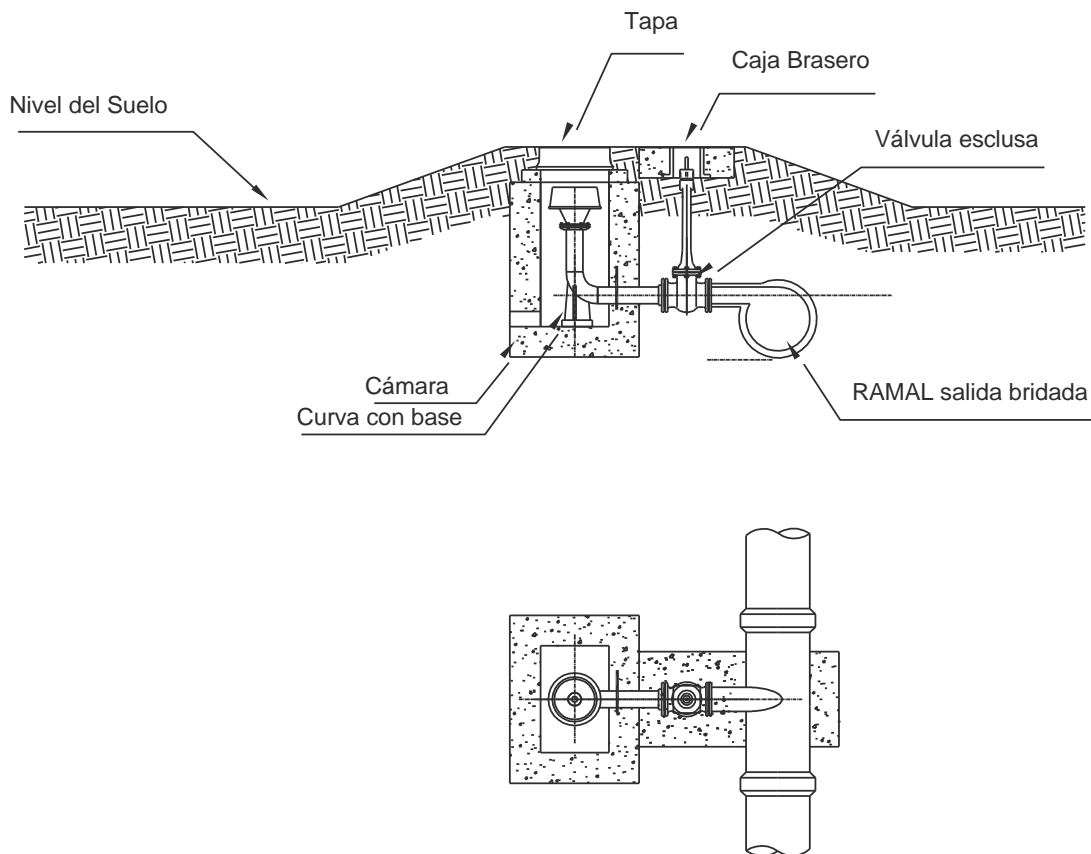 Tapa
Caja Brasero
Nivel del Suelo
Válvula esclusa
Cámara
RAMAL salida bridada
Curva con base